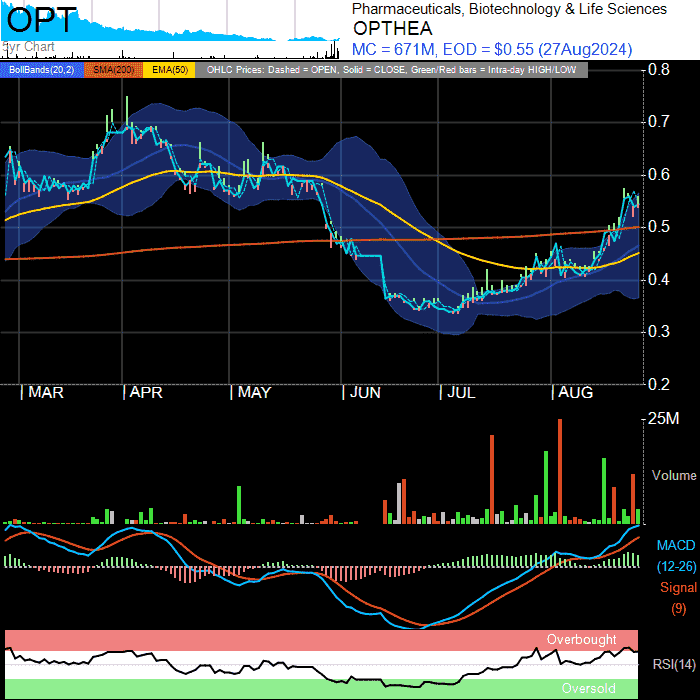 OPT
Pharmaceuticals, Biotechnology & Life Sciences
OPTHEA
5yr Chart
MC = 671M, EOD = $0.55 (27Aug2024)
BollBands(20,2) SMA(200) EMA(50) OHLC Prices: Dashed = OPEN, Solid = CLOSE, Green/Red bars = Intra-day HIGH/LOW
0.8
0.7
0.6
0.5
0.4
0.3
0.2
MAR APR MAY JUN JUL AUG
25M
Volume
MACD
(12-26)
Signal
(9)
Overbought
RSI(14)
Oversold